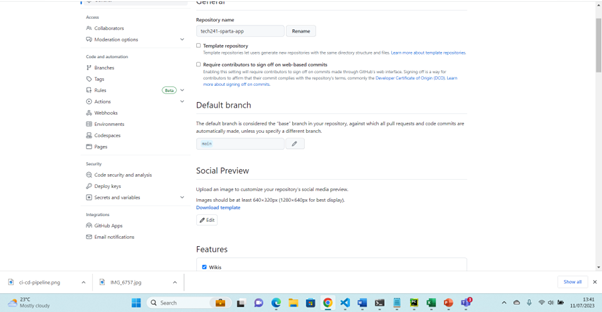 General
Access
Collaborators
Moderation options
Code and automation
Branches
Tags
Rules Beta
Actions
Webhooks
Environments
Codespaces
Pages
Security
Code security and analysis
Deploy keys
Secrets and variables
Integrations
GitHub Apps
Email notifications
Repository name
tech241-sparta-app Rename
Template repository
Template repositories let users generate new repositories with the same directory structure and files. Learn more about template repositories.
Require contributors to sign off on web-based commits
Enabling this setting will require contributors to sign off on commits made through GitHub's web interface. Signing off is a way for
contributors to affirm that their commit complies with the repository's terms, commonly the Developer Certificate of Origin (DCO). Learn
more about signing off on commits.
Default branch
The default branch is considered the "base" branch in your repository, against which all pull requests and code commits are
automatically made, unless you specify a different branch.
main
Social Preview
Upload an image to customize your repository's social media preview.
Images should be at least 640×320px (1280×640px for best display).
Download template
Edit
Features
Wikis
ci-cd-pipeline.png
IMG_6757.jpg
Show all
23°C
Mostly cloudy
Search
13:41
11/07/2023